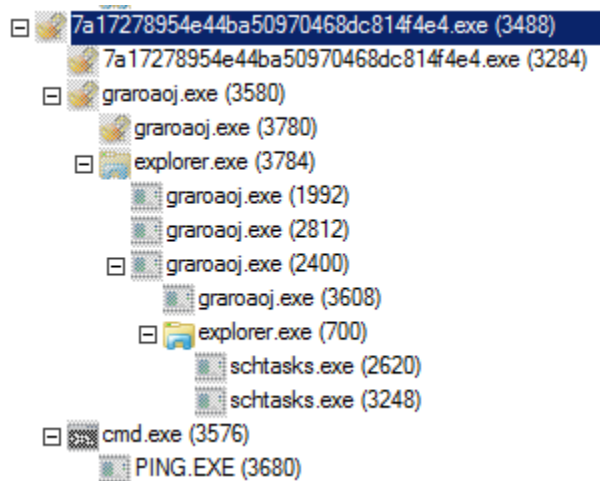 7a17278954e44ba50970468dc814f4e4.exe (3488)
7a17278954e44ba50970468dc814f4e4.exe (3284)
graroaoj.exe (3580)
graroaoj.exe (3780)
explorer.exe (3784)
graroaoj.exe (1992)
graroaoj.exe (2812)
graroaoj.exe (2400)
graroaoj.exe (3608)
explorer.exe (700)
schtasks.exe (2620)
schtasks.exe (3248)
cmd.exe (3576)
PING.EXE (3680)